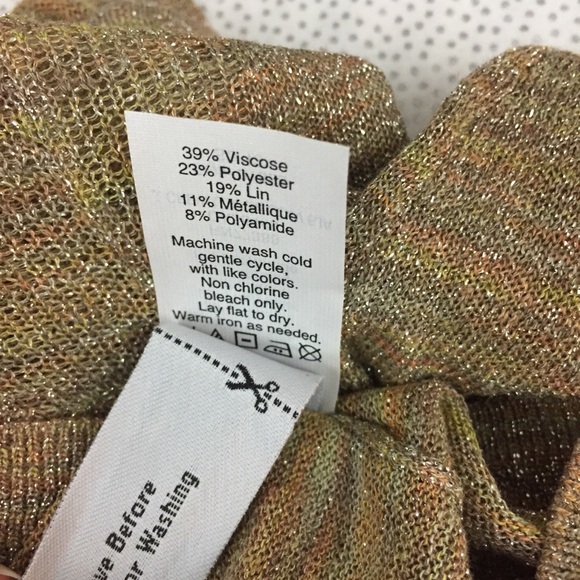 39% Viscose
23% Polyester
19% Lin
11% Métallique
8% Polyamide
Machine wash cold
gentle cycle,
with like colors.
Non chlorine
bleach only.
Lay flat to dry.
Warm iron as needed.
Before
Washing